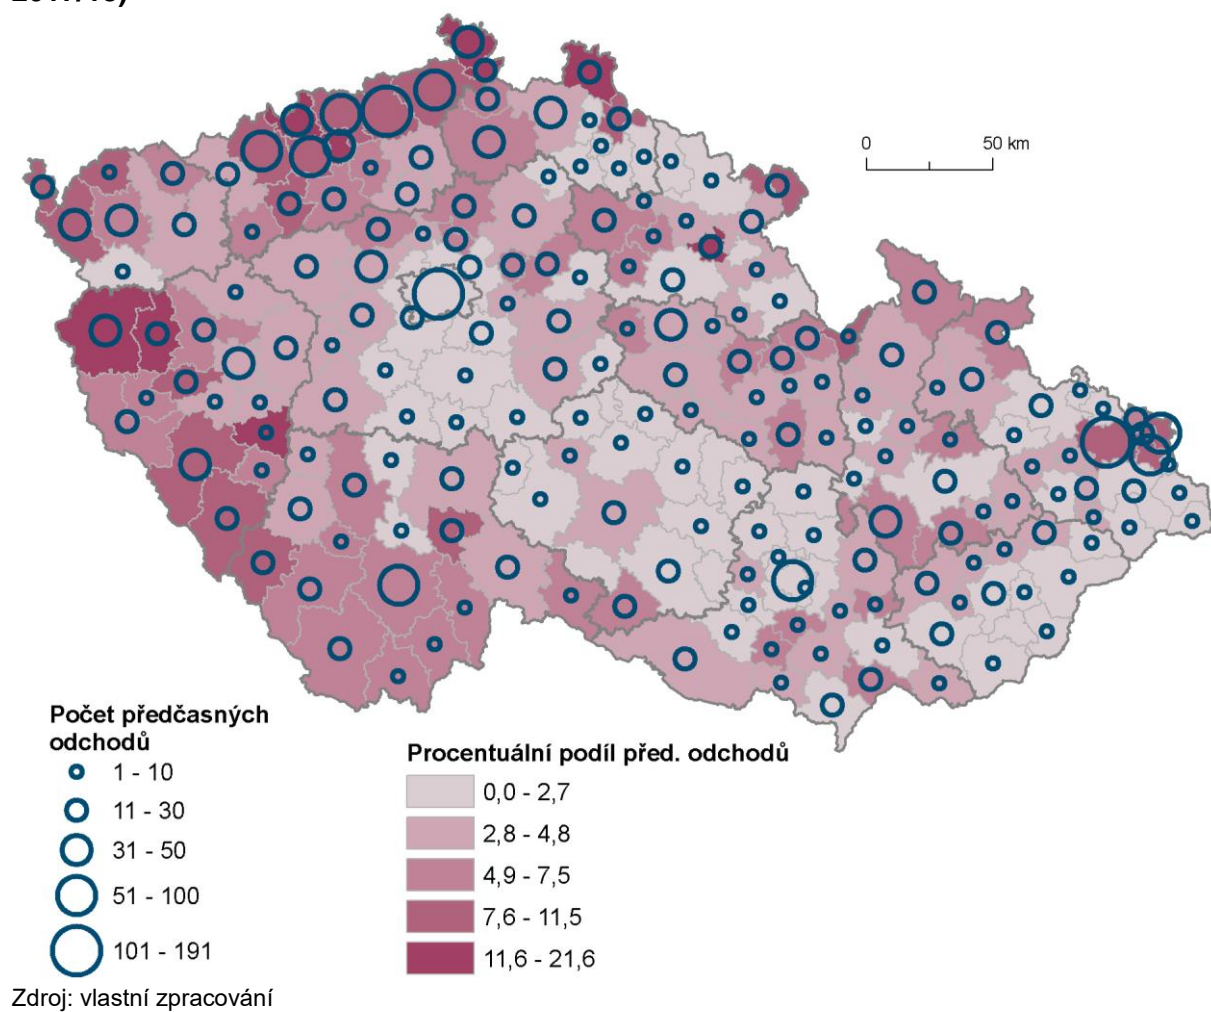 0 50 km
Počet předčasných
odchodů
1 - 10
11 - 30
31 - 50
51 - 100
101 - 191
Procentuální podíl před. odchodů
0,0 - 2,7
2,8 - 4,8
4,9 - 7,5
7,6 - 11,5
11,6 - 21,6
Zdroj: vlastní zpracování